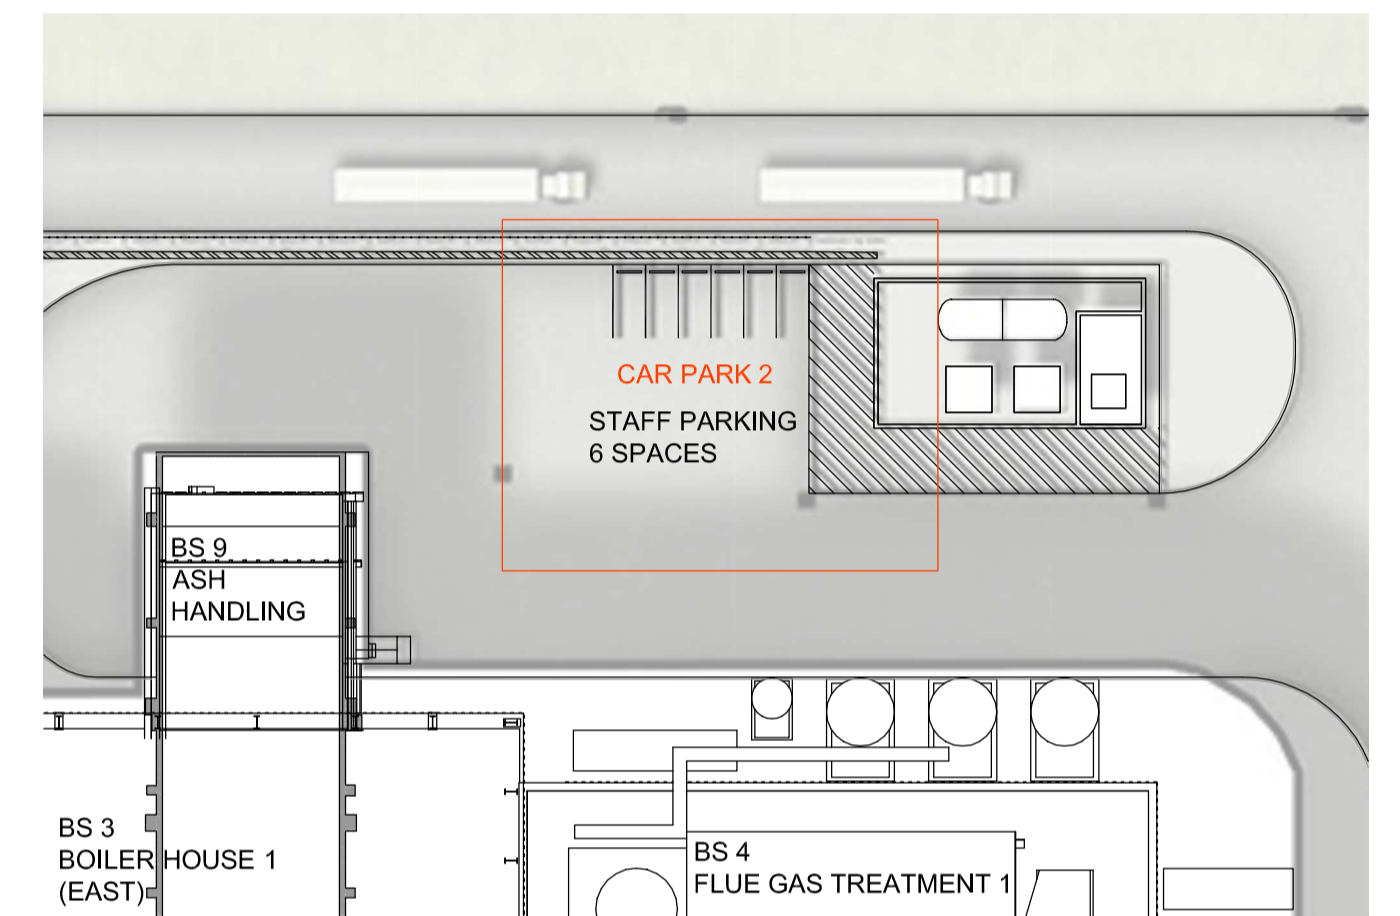 CAR PARK 2
STAFF PARKING
6 SPACES
BS 9
ASH
HANDLING
BS 3
BOILER HOUSE 1
(EAST)
BS 4
FLUE GAS TREATMENT 1